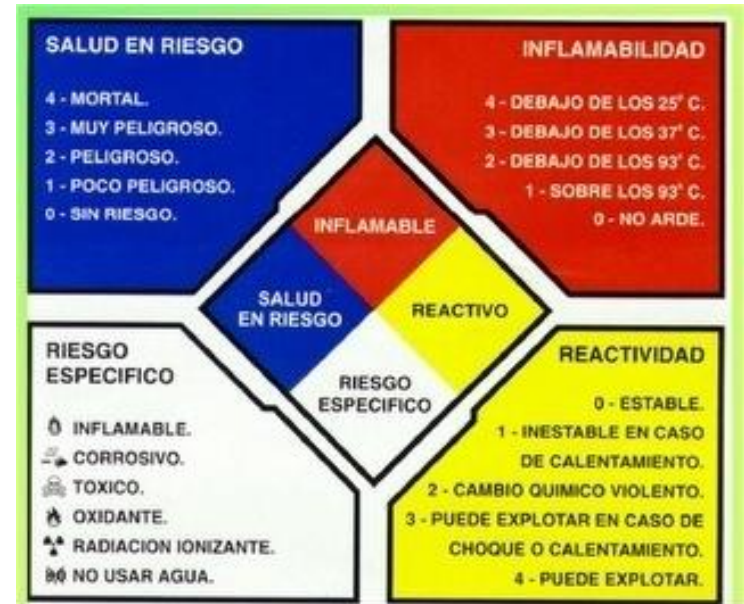 SALUD EN RIESGO
4 - MORTAL.
3 - MUY PELIGROSO.
2 - PELIGROSO.
1 - POCO PELIGROSO.
0 - SIN RIESGO.
INFLAMABILIDAD
4 - DEBAJO DE LOS 25° C.
3 - DEBAJO DE LOS 37° C.
2 - DEBAJO DE LOS 93° C.
1 - SOBRE LOS 93° C.
0 - NO ARDE.
INFLAMABLE
SALUD
EN RIESGO
REACTIVO
RIESGO
ESPECIFICO
RIESGO
ESPECIFICO
INFLAMABLE.
CORROSIVO.
TOXICO.
OXIDANTE.
RADIACION IONIZANTE.
NO USAR AGUA.
REACTIVIDAD
0 - ESTABLE.
1 - INESTABLE EN CASO
DE CALENTAMIENTO.
2 - CAMBIO QUIMICO VIOLENTO.
3 - PUEDE EXPLOTAR EN CASO DE
CHOQUE O CALENTAMIENTO.
4 - PUEDE EXPLOTAR.